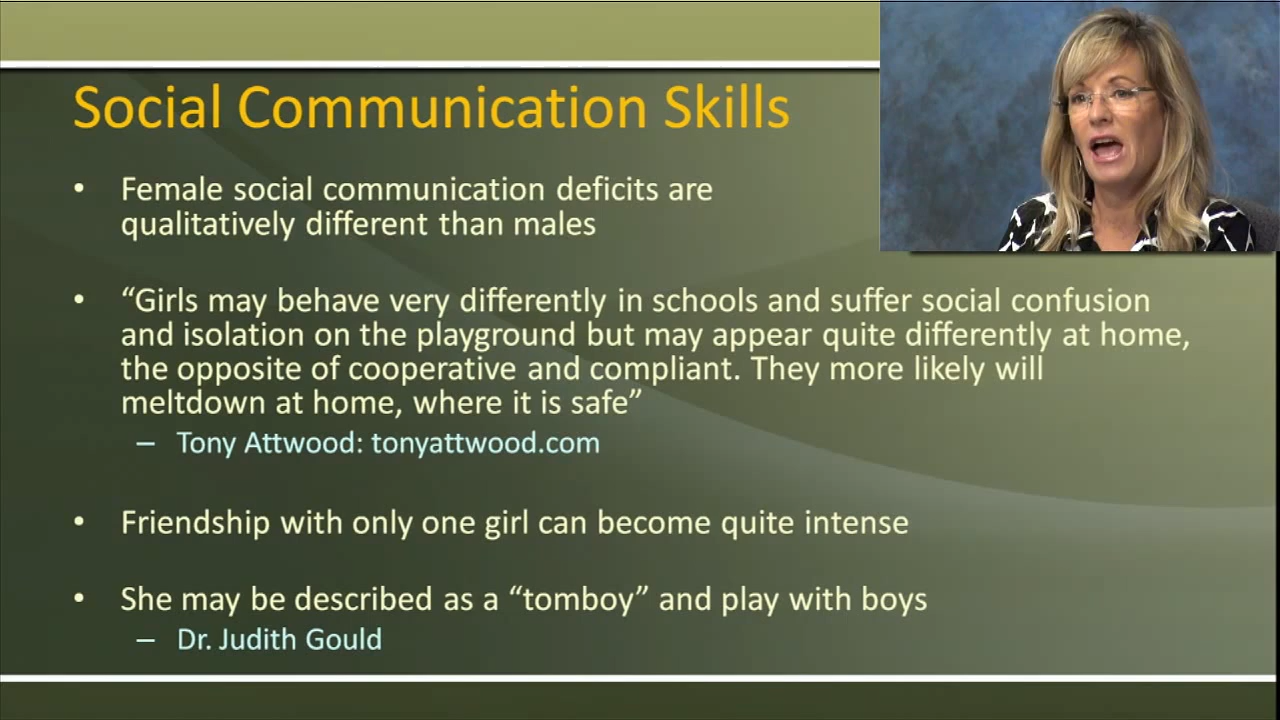 Social Communication Skills
• Female social communication deficits are
qualitatively different than males
• “Girls may behave very differently in schools and suffer social confusion
and isolation on the playground but may appear quite differently at home,
the opposite of cooperative and compliant. They more likely will
meltdown at home, where it is safe”
– Tony Attwood: tonyattwood.com
• Friendship with only one girl can become quite intense
• She may be described as a “tomboy” and play with boys
– Dr. Judith Gould